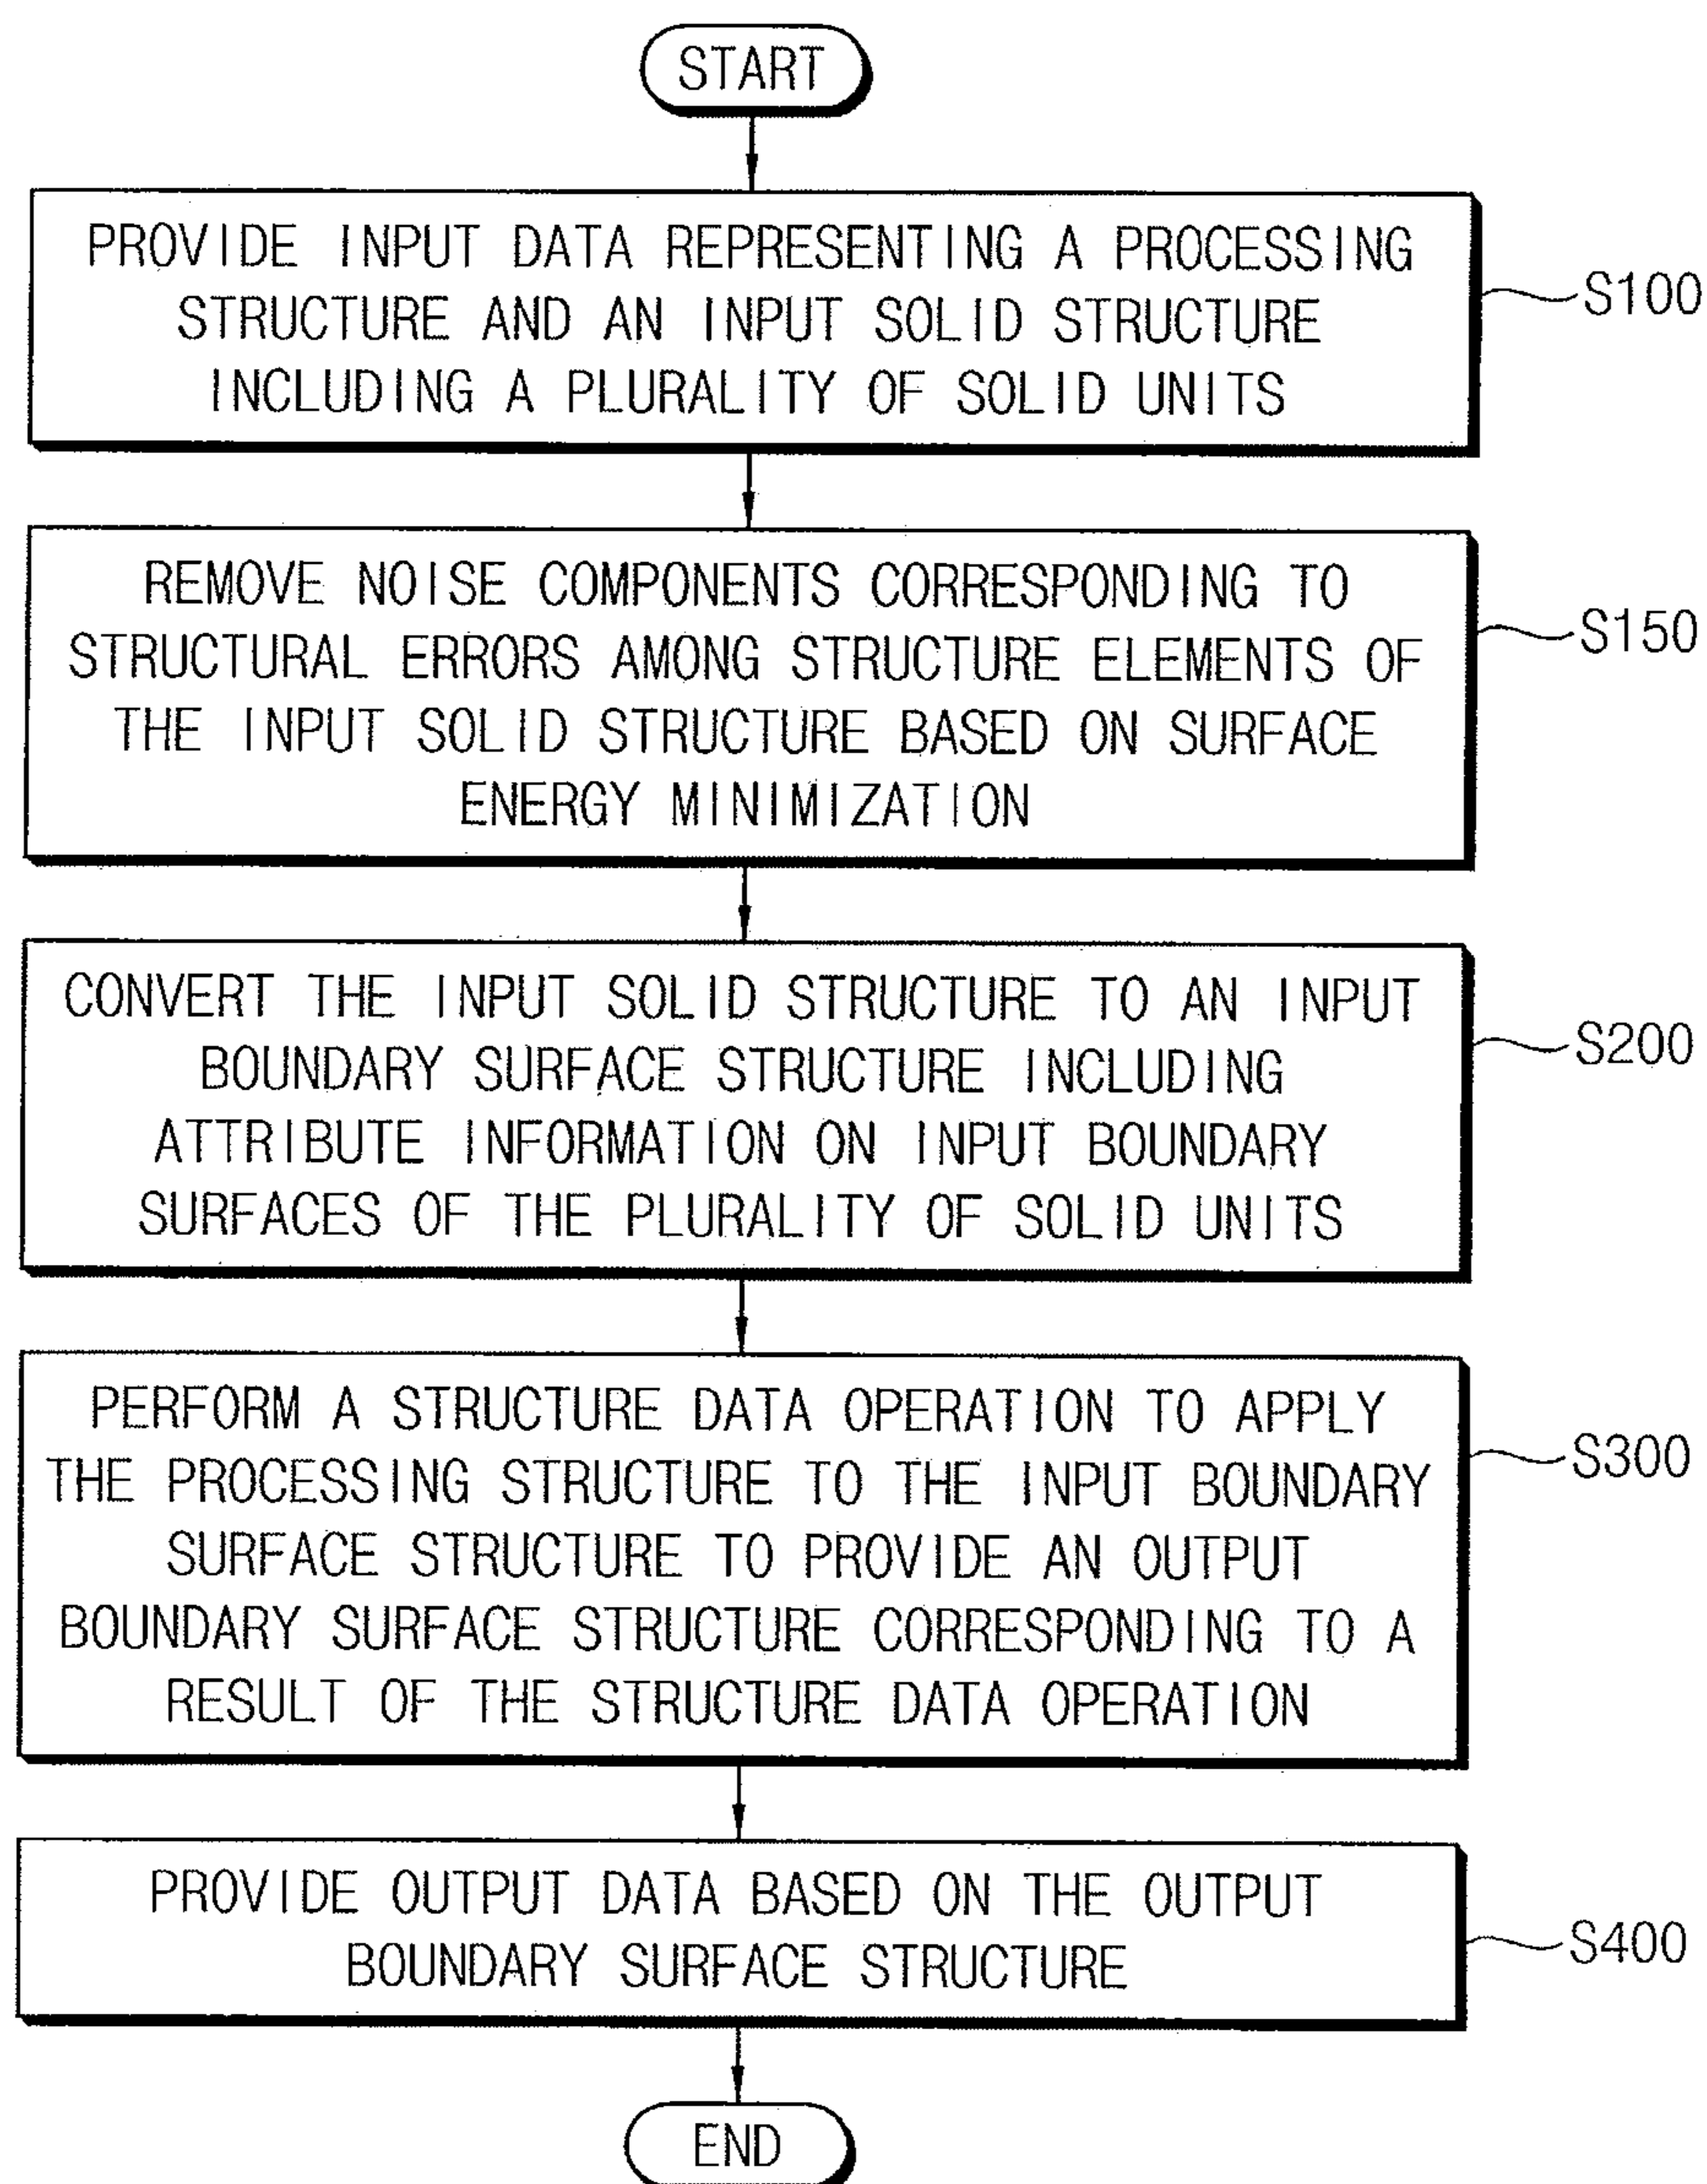 START
PROVIDE INPUT DATA REPRESENTING A PROCESSING
STRUCTURE AND AN INPUT SOLID STRUCTURE
INCLUDING A PLURALITY OF SOLID UNITS
S100
REMOVE NOISE COMPONENTS CORRESPONDING TO
STRUCTURAL ERRORS AMONG STRUCTURE ELEMENTS OF
THE INPUT SOLID STRUCTURE BASED ON SURFACE
ENERGY MINIMIZATION
S150
CONVERT THE INPUT SOLID STRUCTURE TO AN INPUT
BOUNDARY SURFACE STRUCTURE INCLUDING
ATTRIBUTE INFORMATION ON INPUT BOUNDARY
SURFACES OF THE PLURALITY OF SOLID UNITS
S200
PERFORM A STRUCTURE DATA OPERATION TO APPLY
THE PROCESSING STRUCTURE TO THE INPUT BOUNDARY
SURFACE STRUCTURE TO PROVIDE AN OUTPUT
BOUNDARY SURFACE STRUCTURE CORRESPONDING TO A
RESULT OF THE STRUCTURE DATA OPERATION
S300
PROVIDE OUTPUT DATA BASED ON THE OUTPUT
BOUNDARY SURFACE STRUCTURE
S400
END